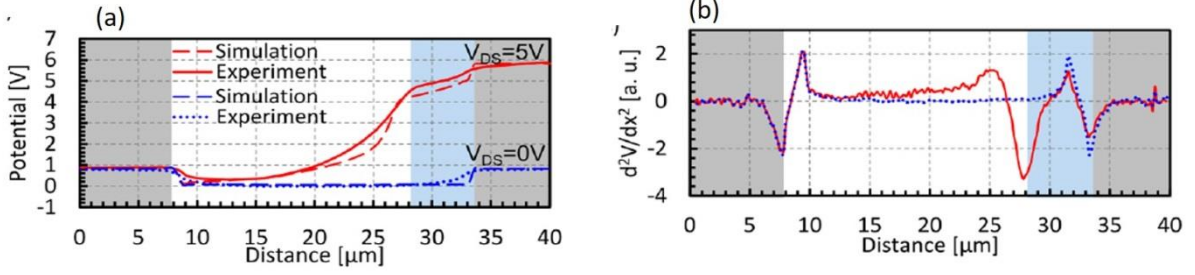 (a)
Potential [V]
7
6
5
4
3
2
1
0
-1
Simulation
Experiment
Simulation
Experiment
V_DS=5V
V_DS=0V
0 5 10 15 20 25 30 35 40
Distance [μm]
(b)
d²V/dx² [a. u.]
2
0
-2
-4
0 5 10 15 20 25 30 35 40
Distance [μm]